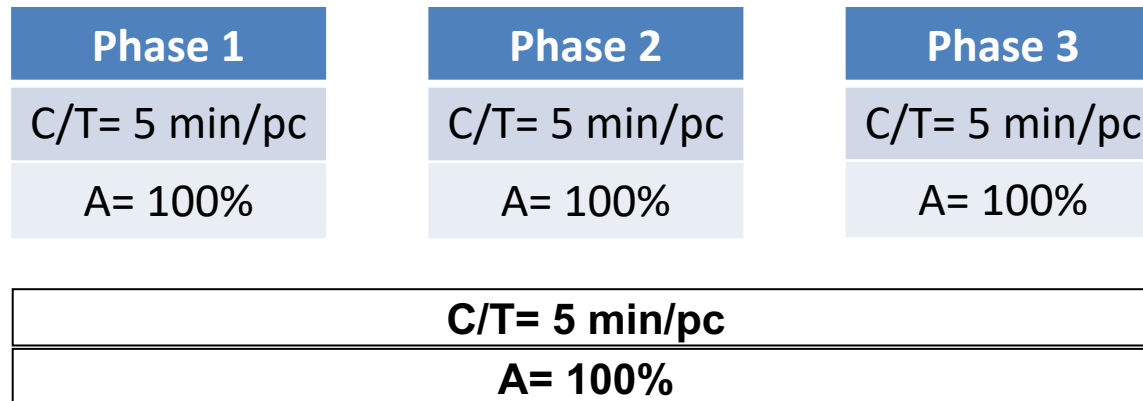 Phase 1
Phase 2
Phase 3
C/T= 5 min/pc
C/T= 5 min/pc
C/T= 5 min/pc
A= 100%
A= 100%
A= 100%
C/T= 5 min/pc
A= 100%